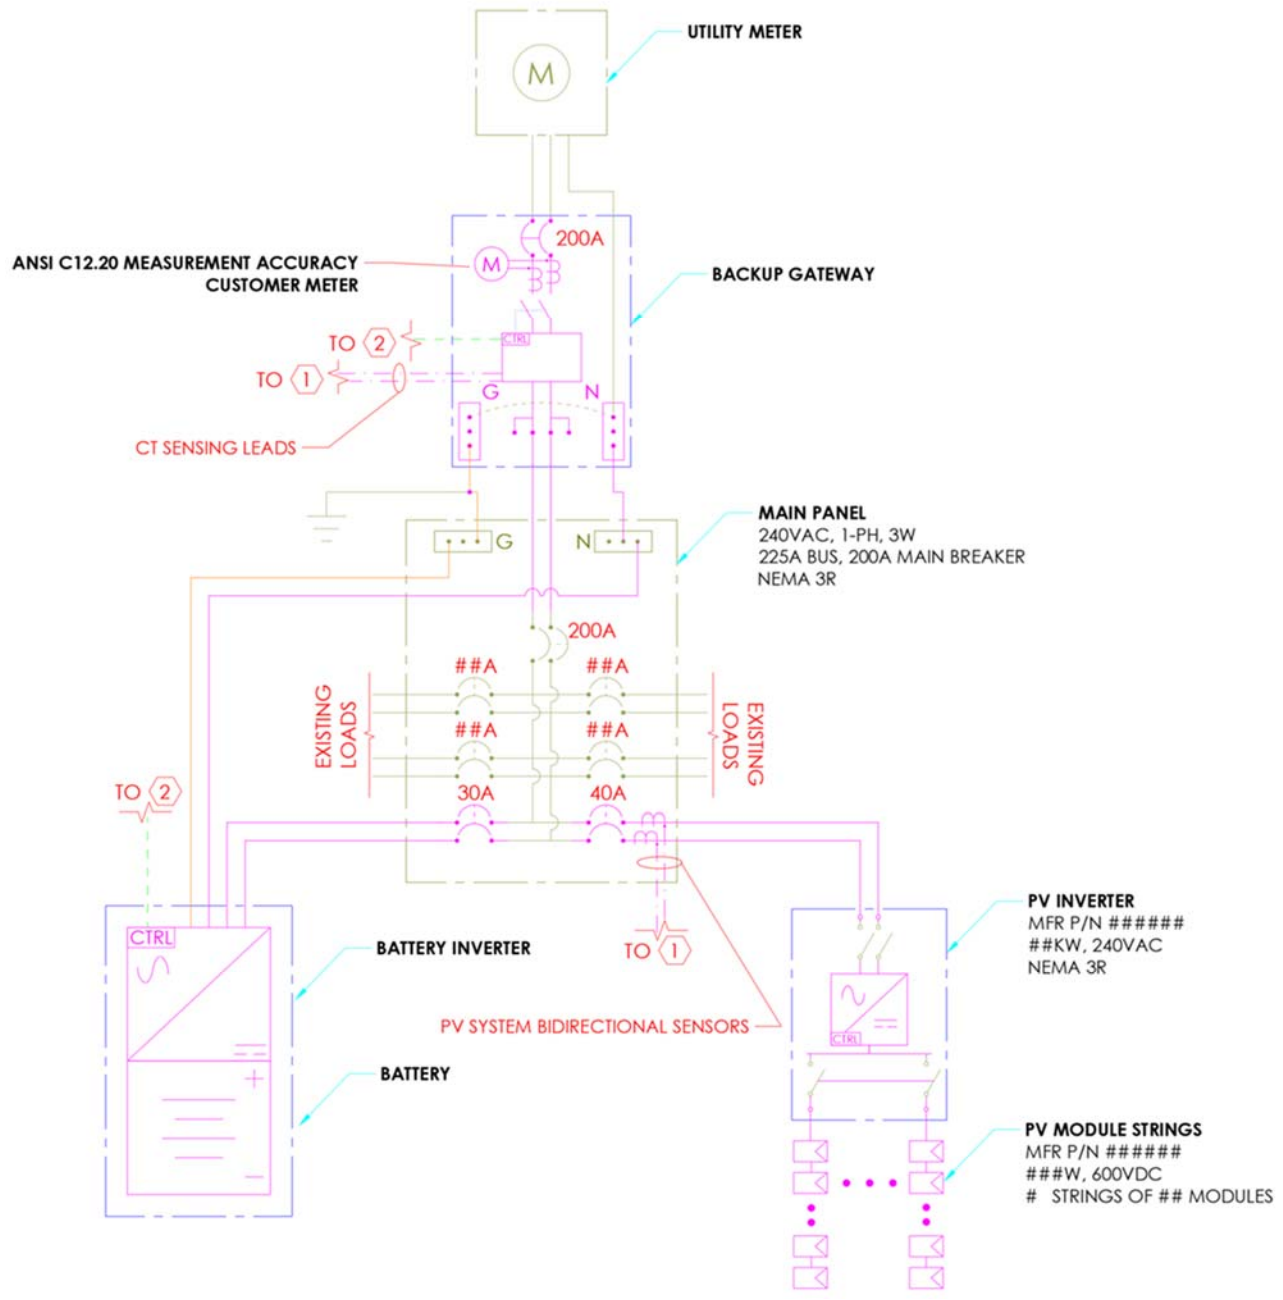 UTILITY METER
M
200A
M
ANSI C12.20 MEASUREMENT ACCURACY
CUSTOMER METER
BACKUP GATEWAY
CTRL
TO 2
TO 1
G
N
CT SENSING LEADS
MAIN PANEL
240VAC, 1-PH, 3W
225A BUS, 200A MAIN BREAKER
NEMA 3R
G
N
200A
##A
##A
EXISTING
LOADS
##A
##A
EXISTING
LOADS
30A
40A
TO 2
CTRL
BATTERY INVERTER
TO 1
PV INVERTER
MFR P/N ######
##KW, 240VAC
NEMA 3R
PV SYSTEM BIDIRECTIONAL SENSORS
CTRL
BATTERY
+
−
PV MODULE STRINGS
MFR P/N ######
###W, 600VDC
# STRINGS OF ## MODULES